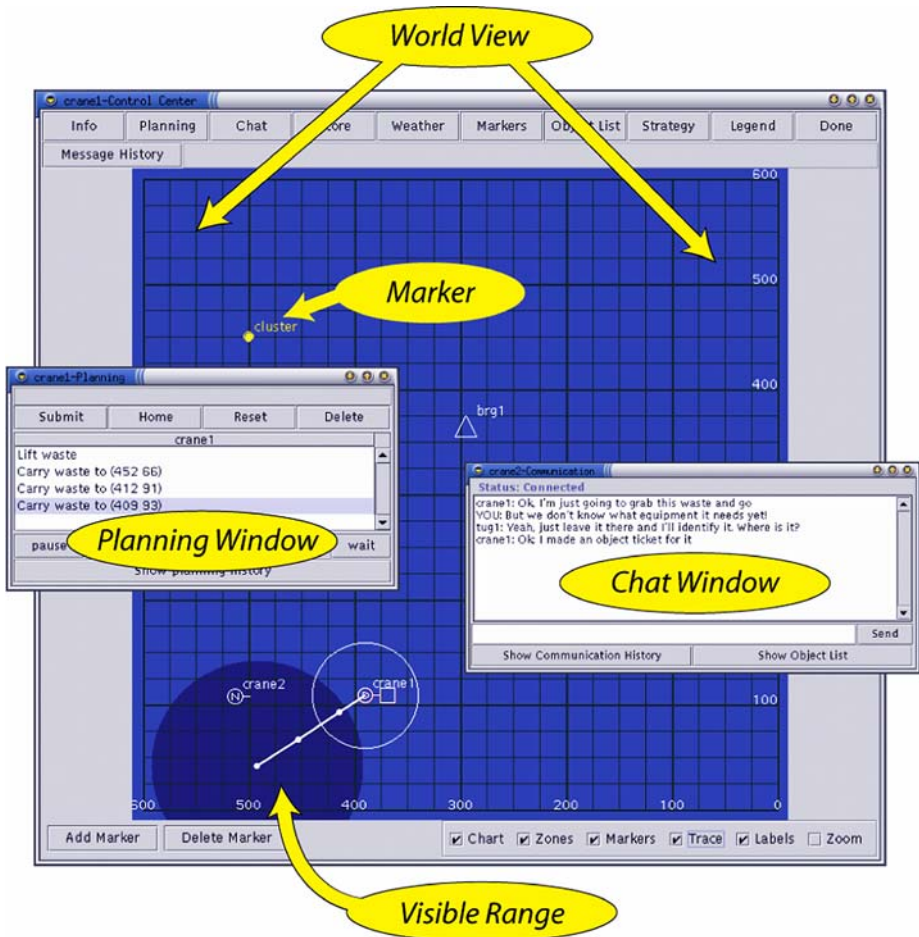 World View
crane1-Control Center
Info Planning Chat Weather Markers Object List Strategy Legend Done
Message History
600
500
Marker
cluster
400
crane1-Planning
Submit Home Reset Delete
crane1
Lift waste
Carry waste to (452 66)
Carry waste to (412 91)
Carry waste to (409 93)
pause wait
Planning Window
Show planning history
brg1
crane2-Communication
Status: Connected
crane1: Ok, I'm just going to grab this waste and go
YOU: But we don't know what equipment it needs yet!
tug1: Yeah, just leave it there and I'll identify it. Where is it?
crane1: Ok, I made an object ticket for it
Chat Window
Send
Show Communication History Show Object List
crane2
N
crane1
100
600 500 400 300 200 100 0
Add Marker Delete Marker Chart Zones Markers Trace Labels Zoom
Visible Range